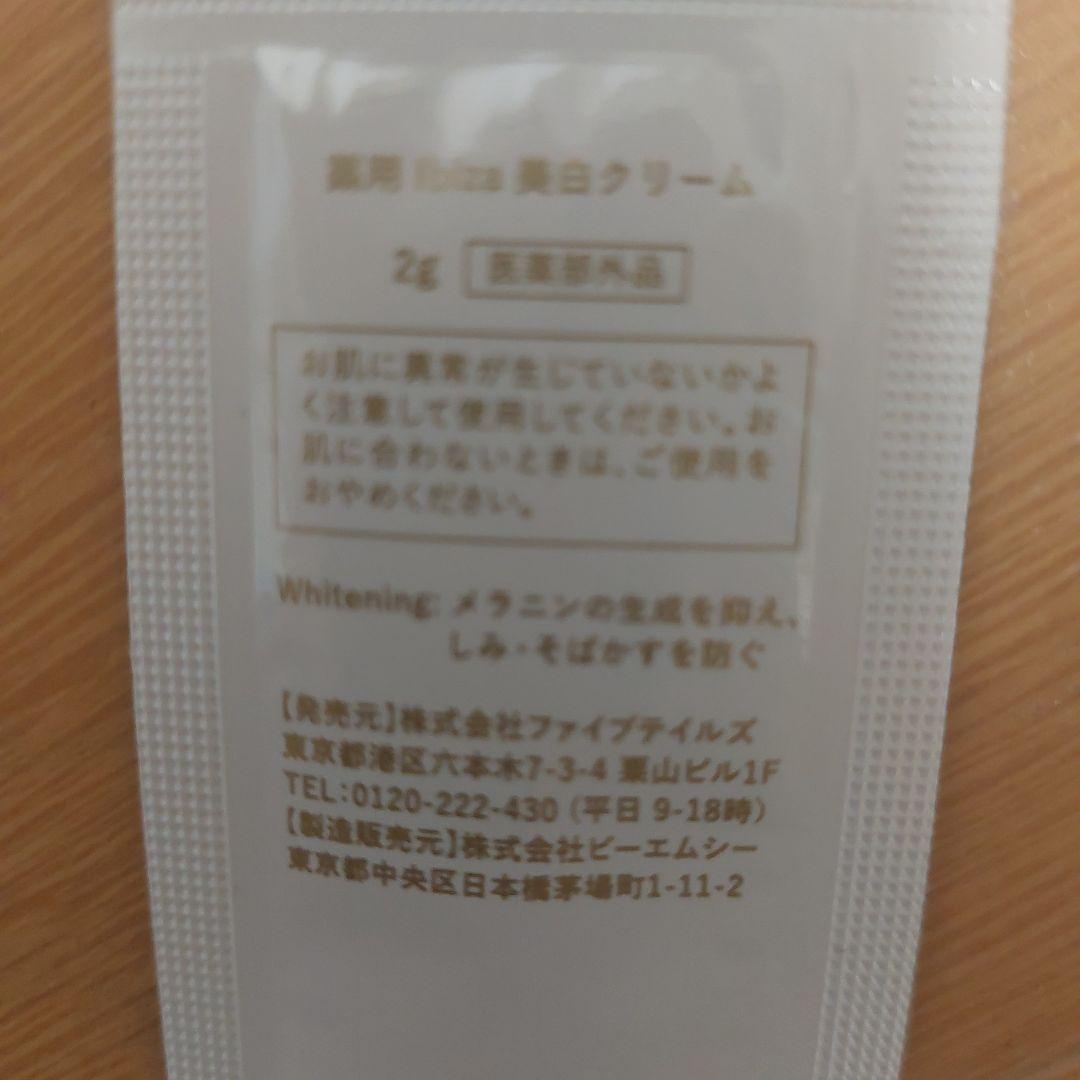 薬用 Ibiza 美白クリーム
2g 医薬部外品
お肌に異常が生じていないかよ
く注意して使用してください。お
肌に合わないときは、ご使用を
おやめください。
Whitening: メラニンの生成を抑え、
しみ・そばかすを防ぐ
【発売元】株式会社ファイブテイルズ
東京都港区六本木7-3-4 栗山ビル1F
TEL:0120-222-430 (平日 9-18時)
【製造販売元】株式会社ビーエムシー
東京都中央区日本橋茅場町1-11-2